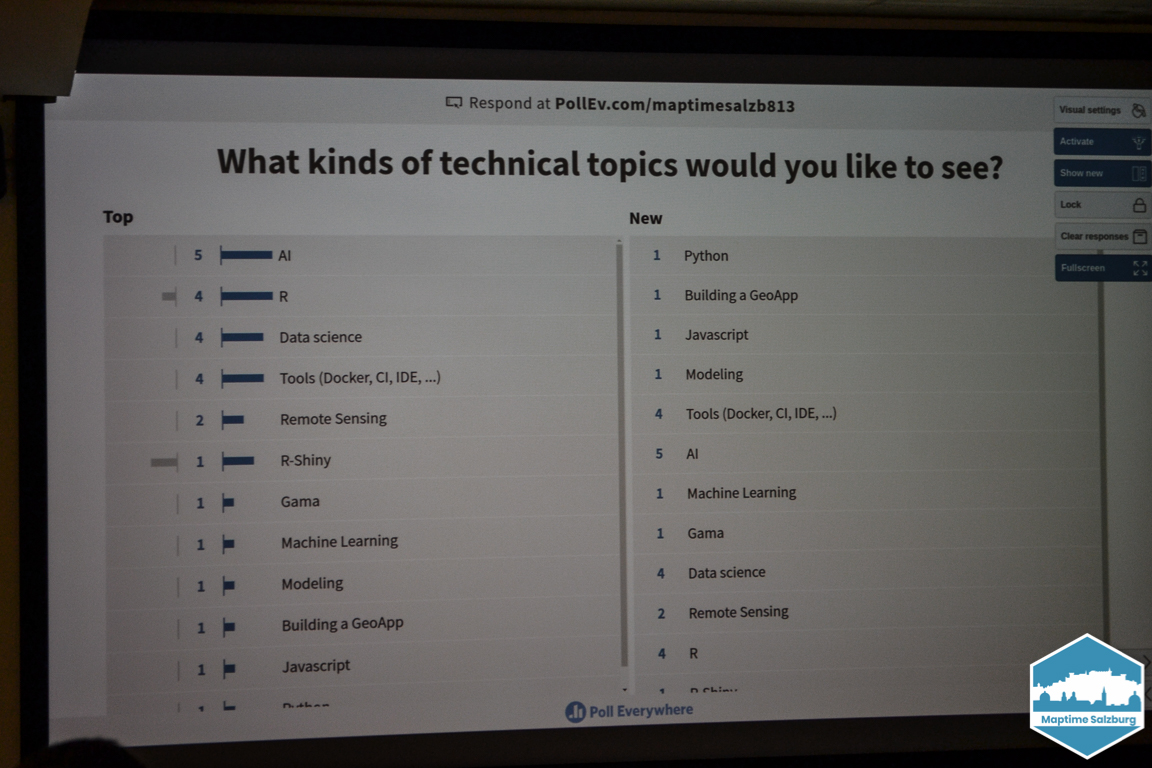 Respond at PollEv.com/maptimesalzb813
What kinds of technical topics would you like to see?
Top
5 AI
4 R
4 Data science
4 Tools (Docker, CI, IDE, ...)
2 Remote Sensing
1 R-Shiny
1 Gama
1 Machine Learning
1 Modeling
1 Building a GeoApp
1 Javascript
1 Python
New
1 Python
1 Building a GeoApp
1 Javascript
1 Modeling
4 Tools (Docker, CI, IDE, ...)
5 AI
1 Machine Learning
1 Gama
4 Data science
2 Remote Sensing
4 R
1 R-Shiny
Visual settings
Activate
Show new
Lock
Clear responses
Fullscreen
Poll Everywhere
Maptime Salzburg